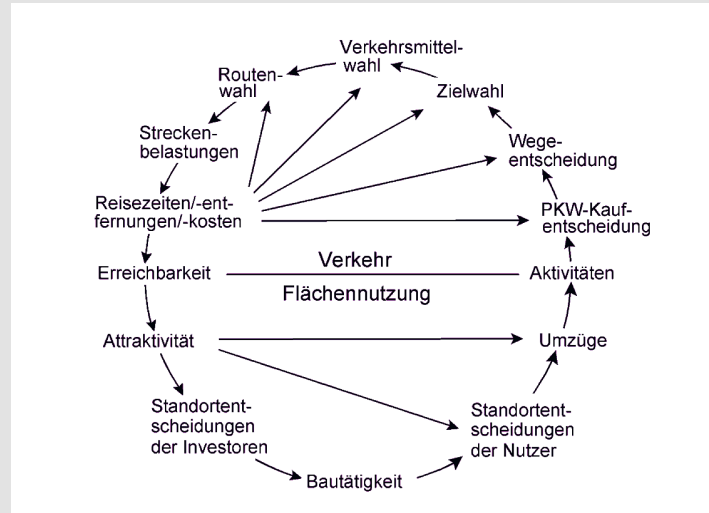 Verkehrsmittel-
wahl
Routen-
wahl
Zielwahl
Strecken-
belastungen
Wege-
entscheidung
Reisezeiten/-ent-
fernungen/-kosten
PKW-Kauf-
entscheidung
Verkehr
Erreichbarkeit
Aktivitäten
Flächennutzung
Attraktivität
Umzüge
Standortent-
scheidungen
der Investoren
Standortent-
scheidungen
der Nutzer
Bautätigkeit